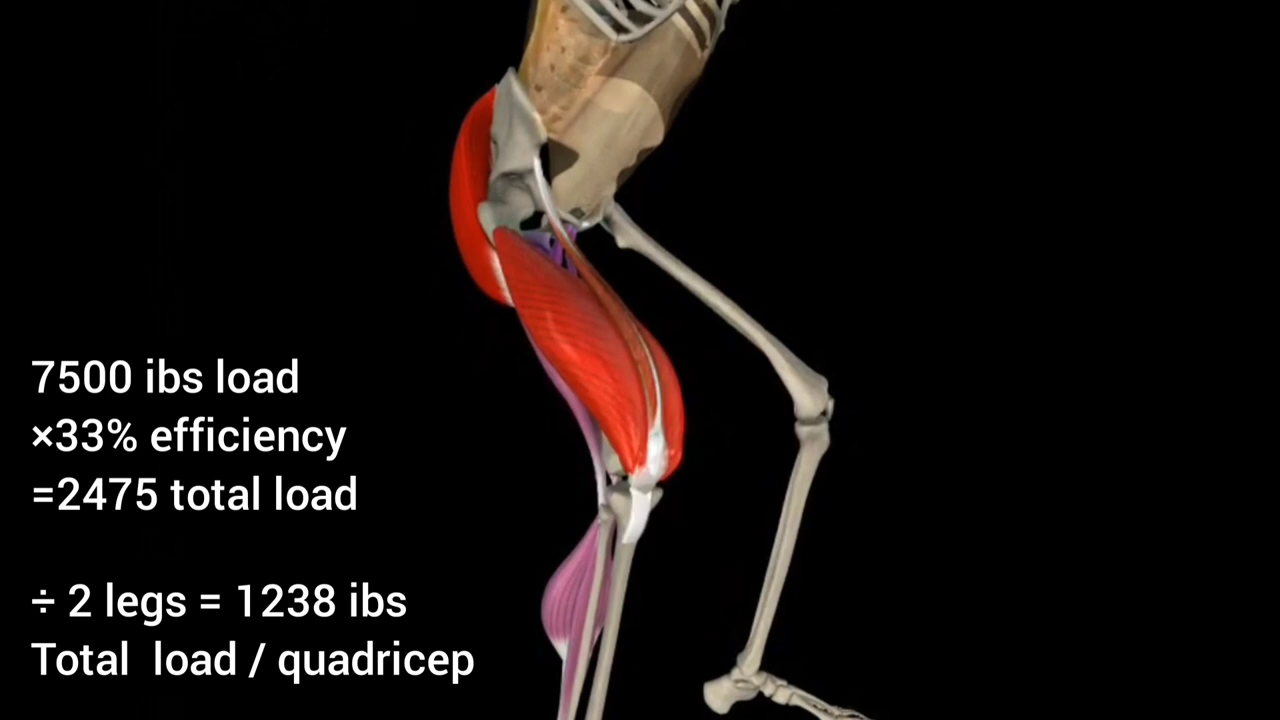 7500 ibs load
×33% efficiency
=2475 total load
÷ 2 legs = 1238 ibs
Total load / quadricep